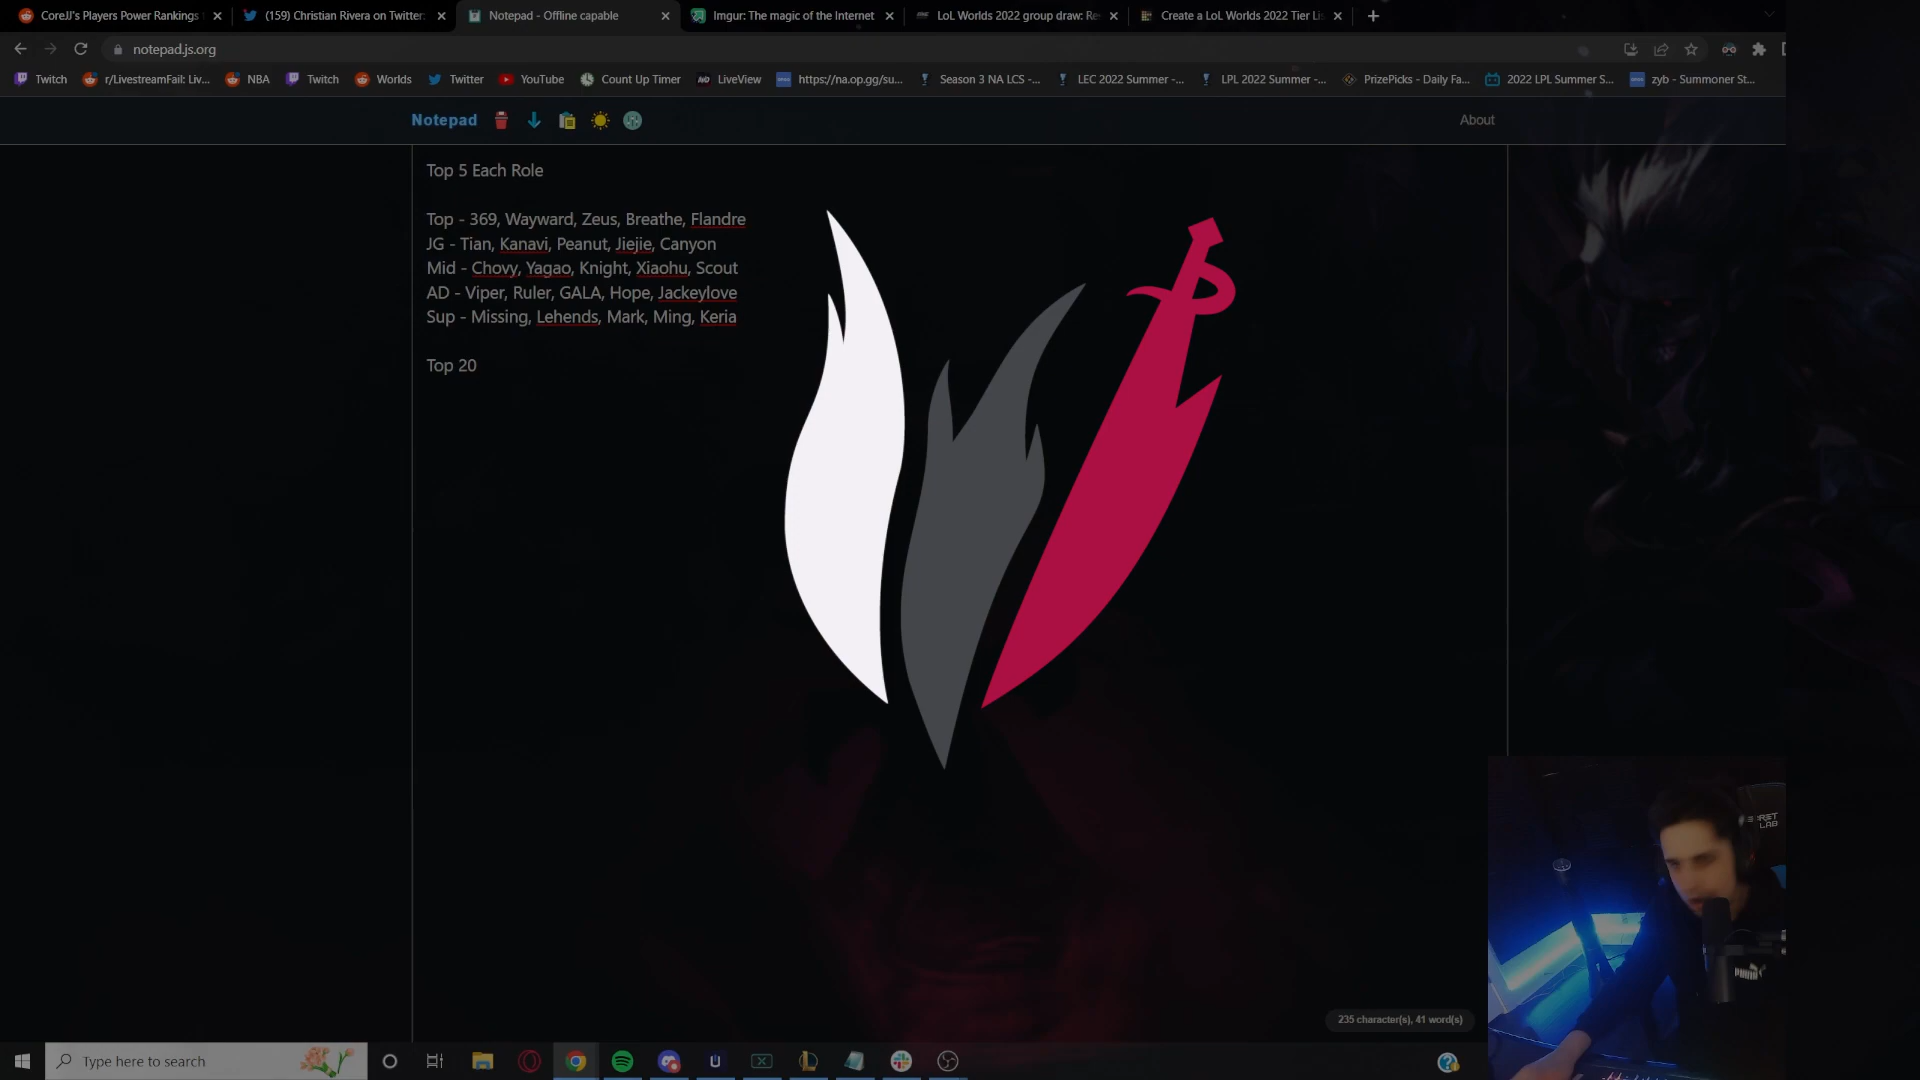 CoreJJ's Players Power Rankings
(159) Christian Rivera on Twitter:
Notepad - Offline capable
Imgur: The magic of the Internet
LoL Worlds 2022 group draw: Re
Create a LoL Worlds 2022 Tier Lis
notepad.js.org
Twitch
r/LivestreamFail: Liv...
NBA
Twitch
Worlds
Twitter
YouTube
Count Up Timer
LiveView
https://na.op.gg/su...
Season 3 NA LCS -...
LEC 2022 Summer -...
LPL 2022 Summer -...
PrizePicks - Daily Fa...
2022 LPL Summer S...
zyb - Summoner St...
Notepad
About
Top 5 Each Role
Top - 369, Wayward, Zeus, Breathe, Flandre
JG - Tian, Kanavi, Peanut, Jiejie, Canyon
Mid - Chovy, Yagao, Knight, Xiaohu, Scout
AD - Viper, Ruler, GALA, Hope, Jackeylove
Sup - Missing, Lehends, Mark, Ming, Keria
Top 20
235 character(s), 41 word(s)
Type here to search